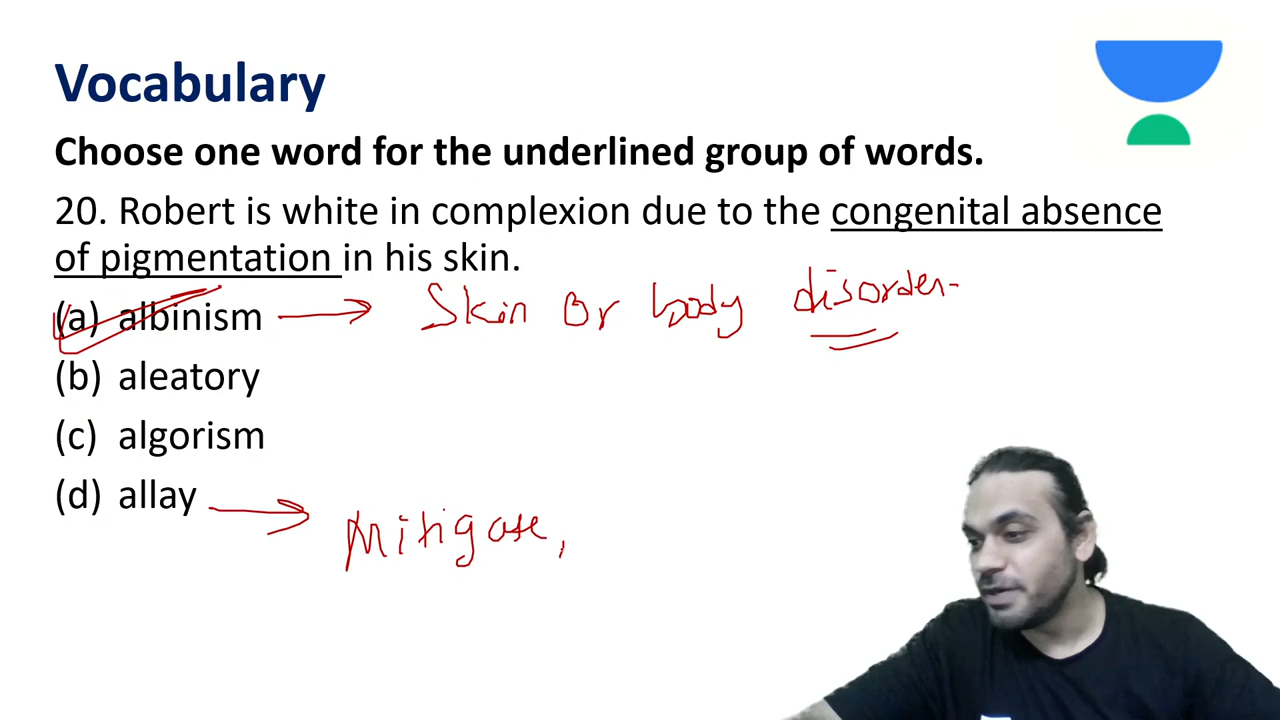 Vocabulary
Choose one word for the underlined group of words.
20. Robert is white in complexion due to the congenital absence
of pigmentation in his skin.
(a) albinism → Skin or body disorder
(b) aleatory
(c) algorism
(d) allay → Mitigate,